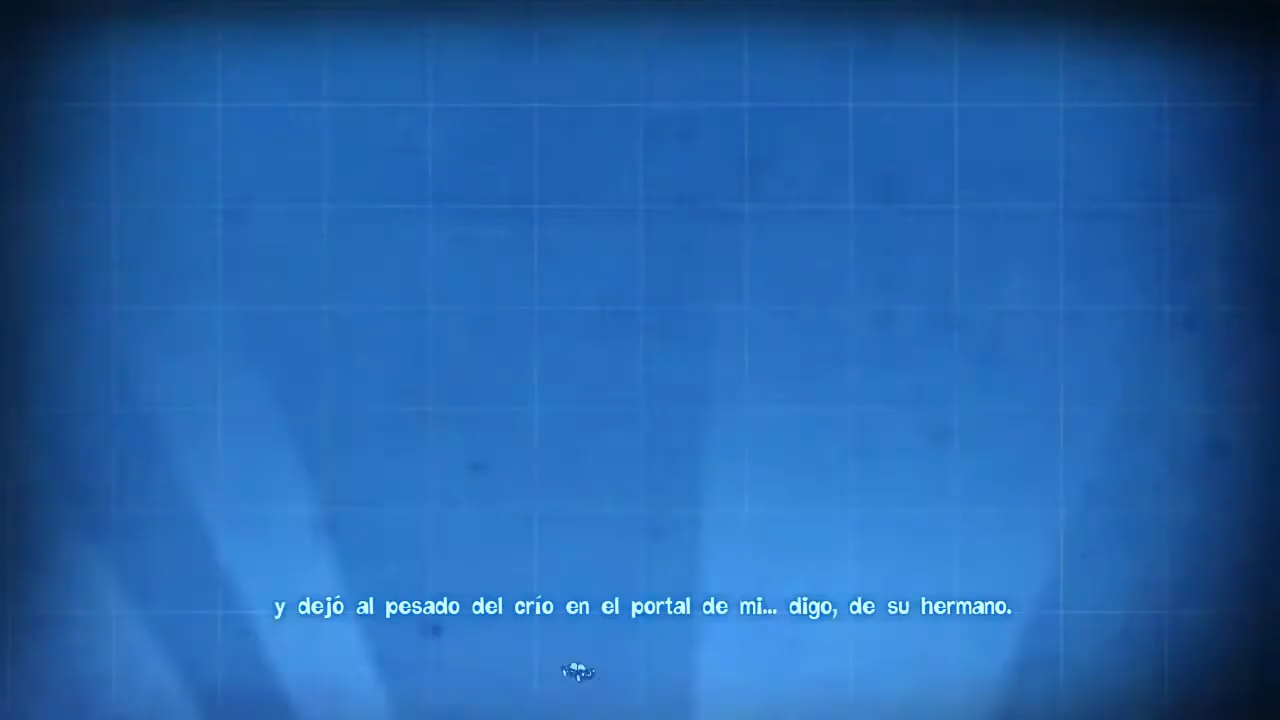 y dejó al pesado del crío en el portal de mi... digo, de su hermano.